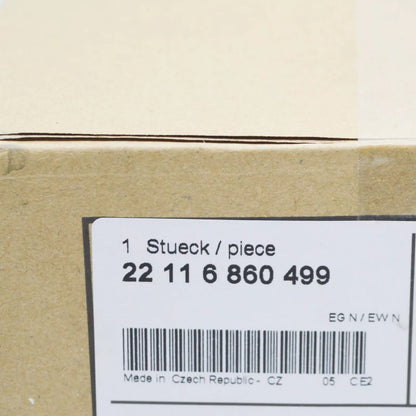 1 Stueck / piece
22 11 6 860 499
EG N / EW N
Made in Czech Republic - CZ 05 CE2